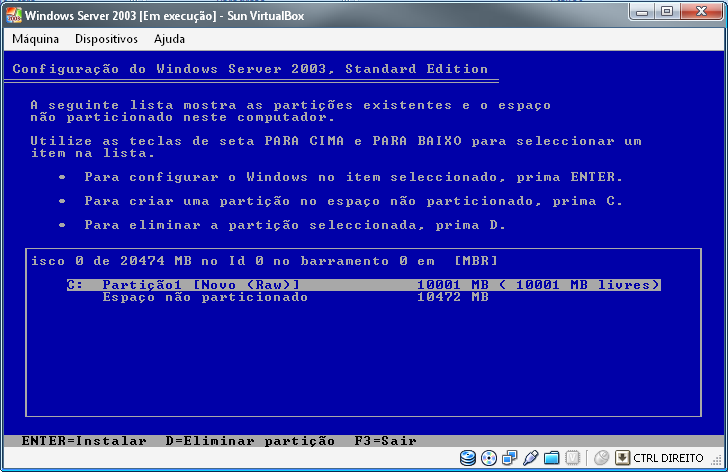 Windows Server 2003 [Em execução] - Sun VirtualBox
Máquina Dispositivos Ajuda
Configuração do Windows Server 2003, Standard Edition
A seguinte lista mostra as partições existentes e o espaço
não particionado neste computador.
Utilize as teclas de seta PARA CIMA e PARA BAIXO para seleccionar um
item na lista.
• Para configurar o Windows no item seleccionado, prima ENTER.
• Para criar uma partição no espaço não particionado, prima C.
• Para eliminar a partição seleccionada, prima D.
isco 0 de 20474 MB no Id 0 no barramento 0 em [MBR]
C: Partição1 [Novo (Raw)] 10001 MB ( 10001 MB livres)
Espaço não particionado 10472 MB
ENTER=Instalar D=Eliminar partição F3=Sair
CTRL DIREITO